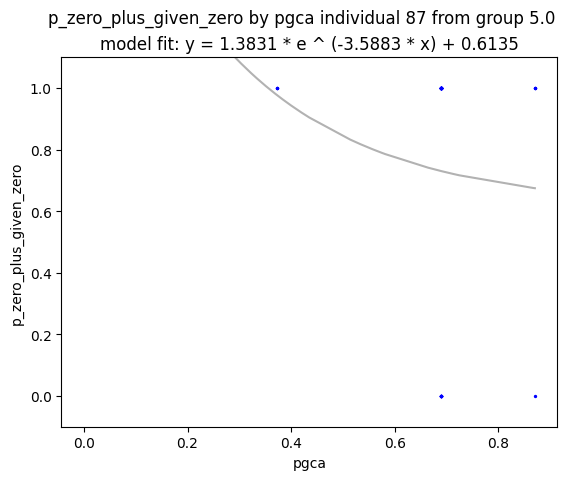 p_zero_plus_given_zero by pgca individual 87 from group 5.0
model fit: y = 1.3831 * e ^ (-3.5883 * x) + 0.6135
1.0
0.8
0.6
0.4
0.2
0.0
p_zero_plus_given_zero
0.0 0.2 0.4 0.6 0.8
pgca